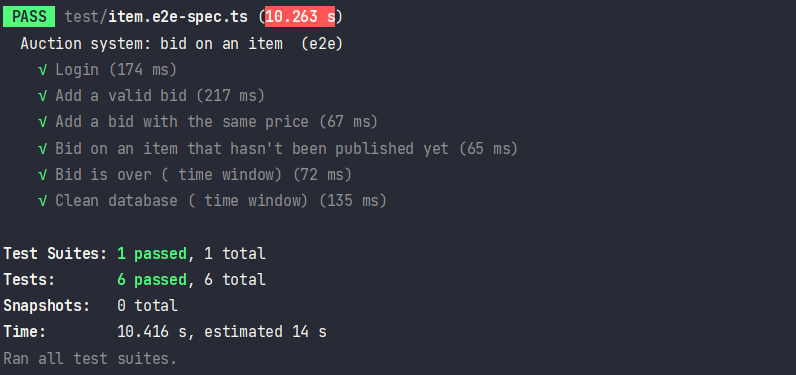 PASS test/item.e2e-spec.ts (10.263 s)
Auction system: bid on an item  (e2e)
√ Login (174 ms)
√ Add a valid bid (217 ms)
√ Add a bid with the same price (67 ms)
√ Bid on an item that hasn't been published yet (65 ms)
√ Bid is over ( time window) (72 ms)
√ Clean database ( time window) (135 ms)
Test Suites: 1 passed, 1 total
Tests:       6 passed, 6 total
Snapshots:   0 total
Time:        10.416 s, estimated 14 s
Ran all test suites.